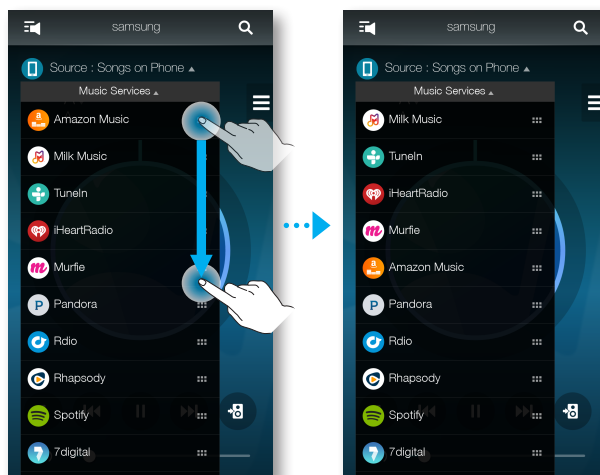 samsung
Source : Songs on Phone
Music Services
Amazon Music
Milk Music
TuneIn
iHeartRadio
Murfie
Pandora
Rdio
Rhapsody
Spotify
7digital
samsung
Source : Songs on Phone
Music Services
Milk Music
TuneIn
iHeartRadio
Murfie
Amazon Music
Pandora
Rdio
Rhapsody
Spotify
7digital